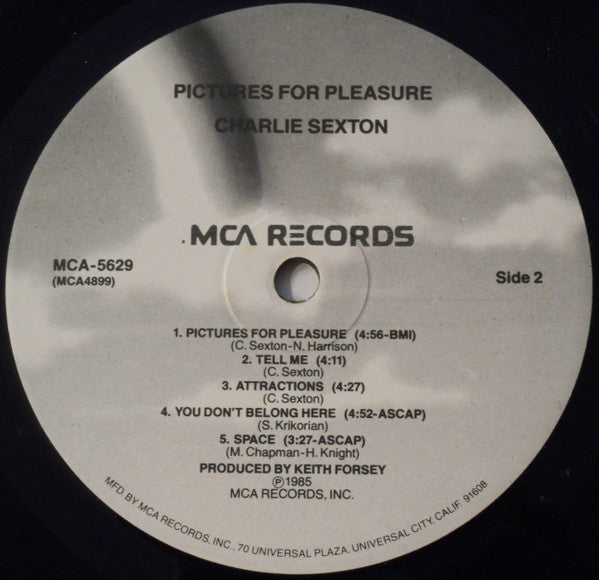 PICTURES FOR PLEASURE
CHARLIE SEXTON
MCA RECORDS
MCA-5629
(MCA4899)
Side 2
1. PICTURES FOR PLEASURE (4:56-BMI)
(C. Sexton-N. Harrison)
2. TELL ME (4:11)
(C. Sexton)
3. ATTRACTIONS (4:27)
(C. Sexton)
4. YOU DON'T BELONG HERE (4:52-ASCAP)
(S. Krikorian)
5. SPACE (3:27-ASCAP)
(M. Chapman-H. Knight)
PRODUCED BY KEITH FORSEY
Ⓟ1985
MCA RECORDS, INC.
MFD. BY MCA RECORDS, INC. 70 UNIVERSAL PLAZA. UNIVERSAL CITY. CALIF 91608